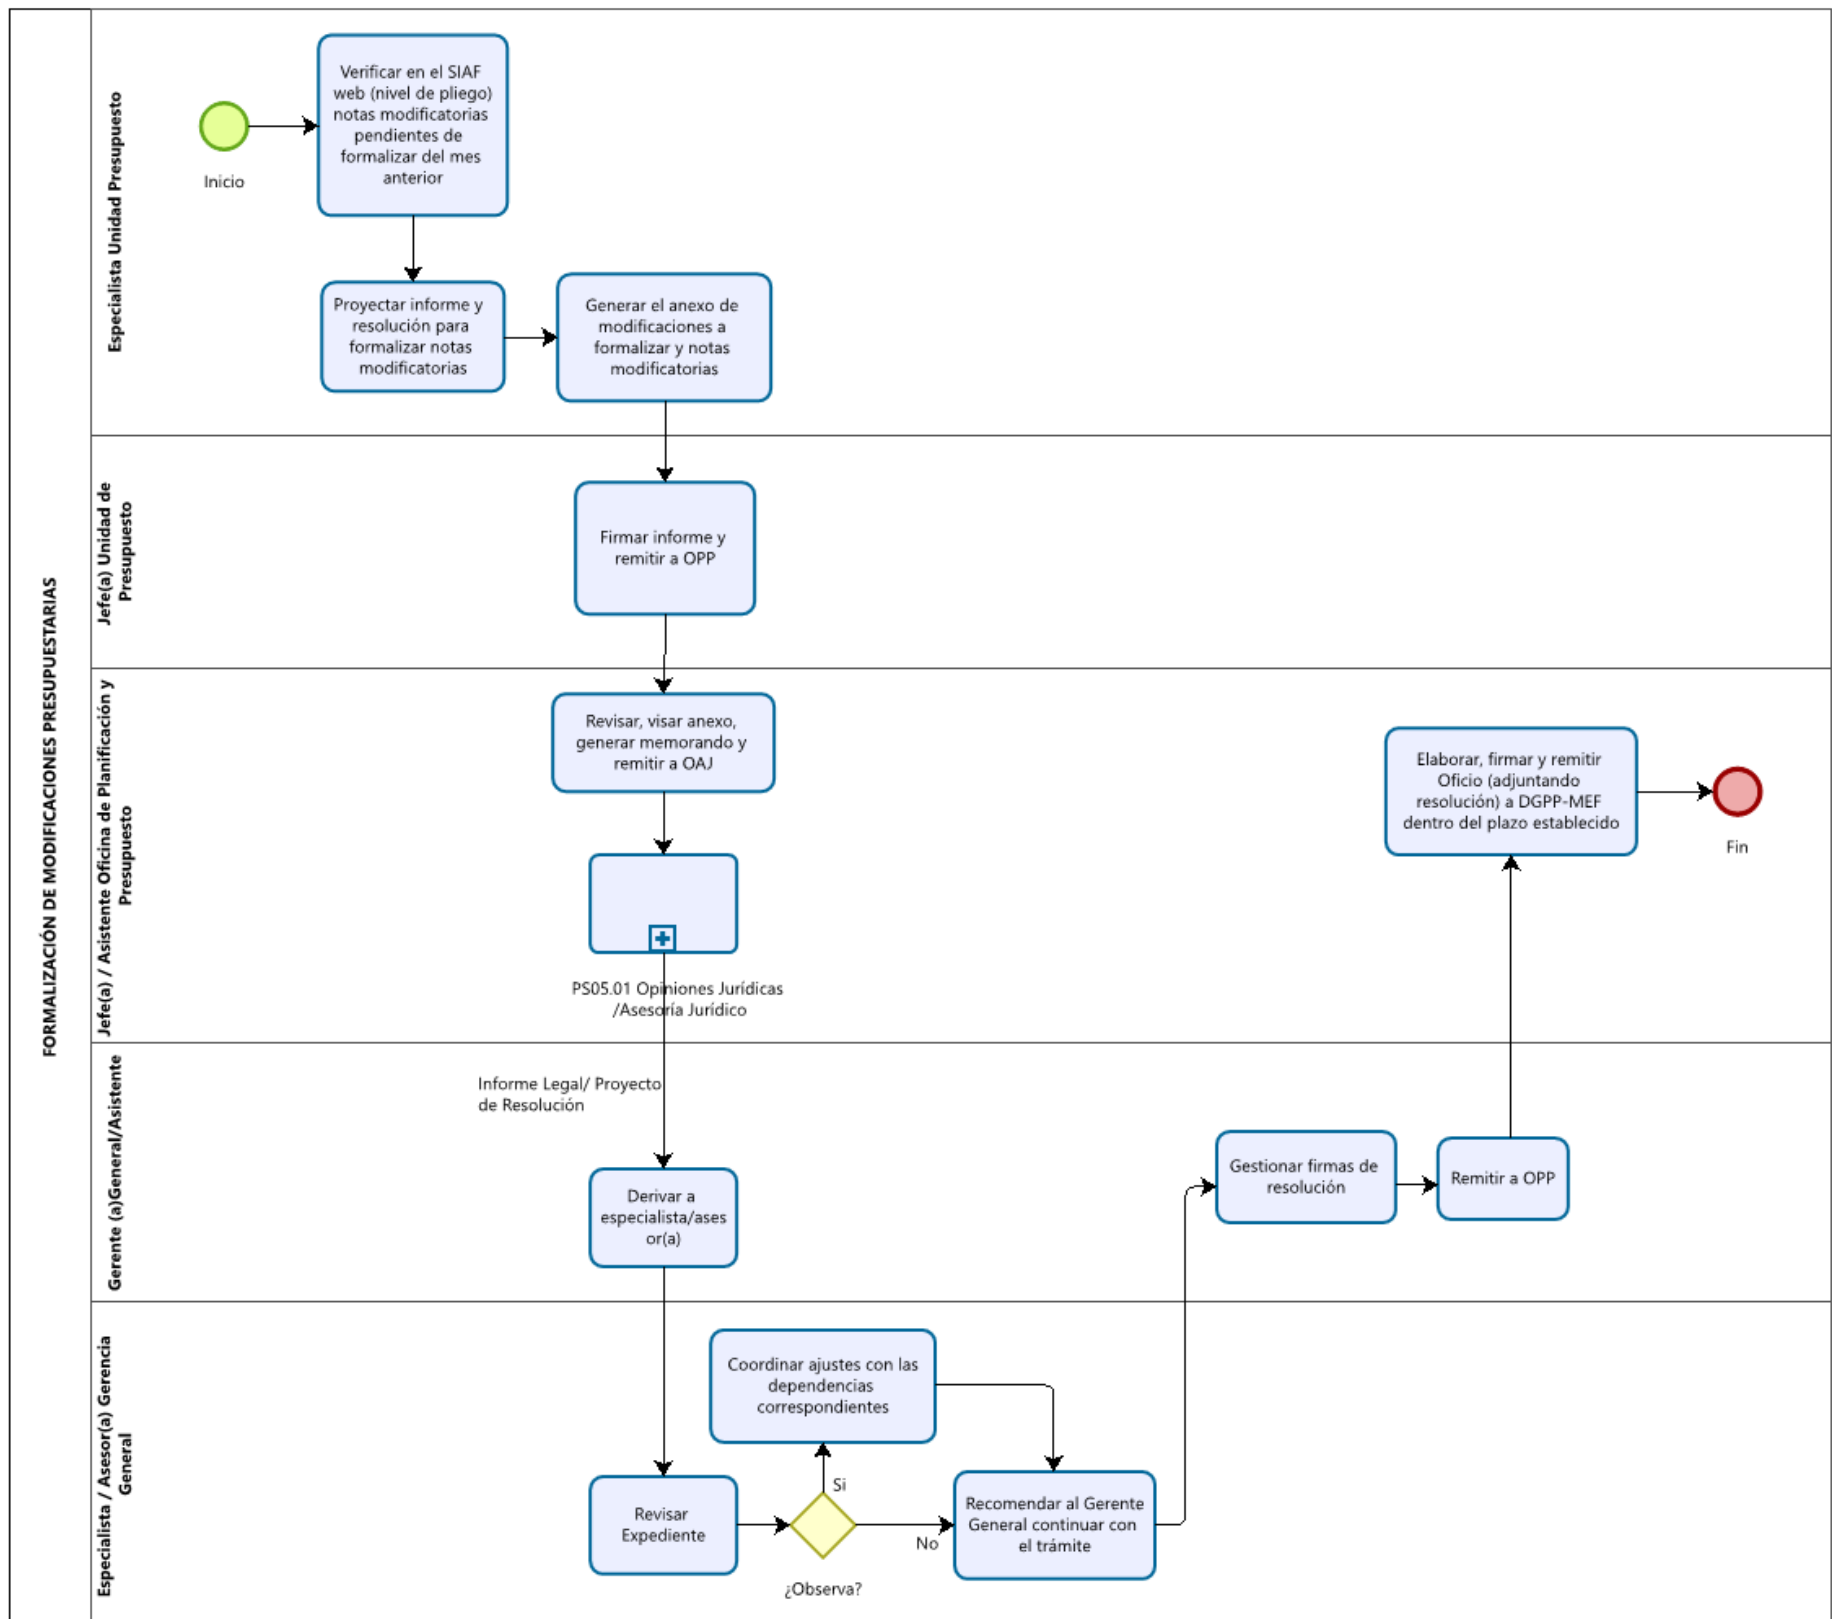 FORMALIZACIÓN DE MODIFICACIONES PRESUPUESTARIAS
Especialista Unidad Presupuesto
Inicio
Verificar en el SIAF
web (nivel de pliego)
notas modificatorias
pendientes de
formalizar del mes
anterior
Proyectar informe y
resolución para
formalizar notas
modificatorias
Generar el anexo de
modificaciones a
formalizar y notas
modificatorias
Jefe(a) Unidad de
Presupuesto
Firmar informe y
remitir a OPP
Jefe(a) / Asistente Oficina de Planificación y
Presupuesto
Revisar, visar anexo,
generar memorando y
remitir a OAJ
PS05.01 Opiniones Jurídicas
/Asesoría Jurídico
Elaborar, firmar y remitir
Oficio (adjuntando
resolución) a DGPP-MEF
dentro del plazo establecido
Fin
Gerente (a)General/Asistente
Informe Legal/ Proyecto
de Resolución
Derivar a
especialista/ases
or(a)
Gestionar firmas de
resolución
Remitir a OPP
Especialista / Asesor(a) Gerencia
General
Coordinar ajustes con las
dependencias
correspondientes
Si
Revisar
Expediente
¿Observa?
No
Recomendar al Gerente
General continuar con
el trámite